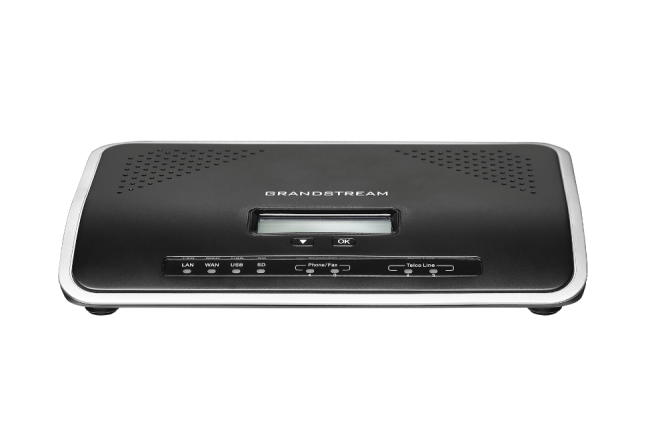 GRANDSTREAM
OK
LAN WAN USB SD Phone/Fax Telco Line